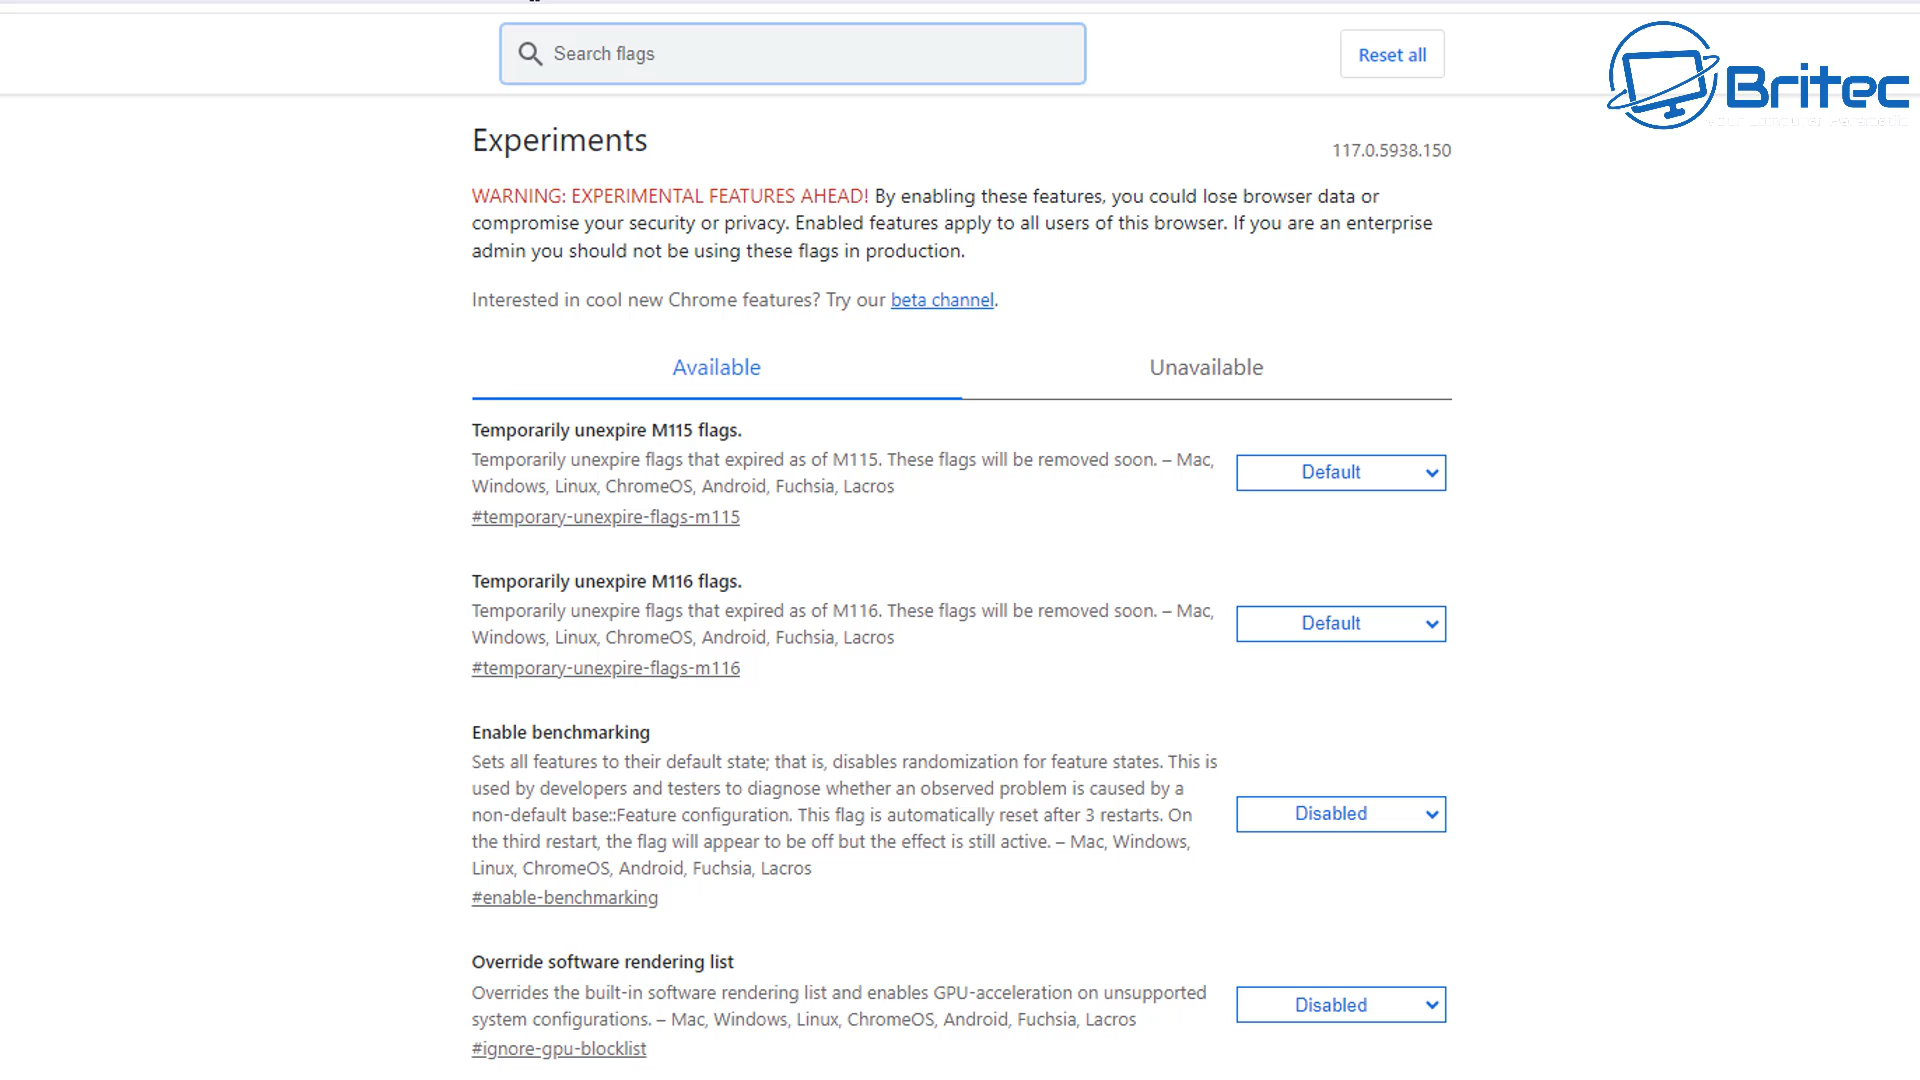 Search flags
Reset all
Britec
Experiments
117.0.5938.150
WARNING: EXPERIMENTAL FEATURES AHEAD! By enabling these features, you could lose browser data or
compromise your security or privacy. Enabled features apply to all users of this browser. If you are an enterprise
admin you should not be using these flags in production.
Interested in cool new Chrome features? Try our beta channel.
Available
Unavailable
Temporarily unexpire M115 flags.
Temporarily unexpire flags that expired as of M115. These flags will be removed soon. – Mac,
Windows, Linux, ChromeOS, Android, Fuchsia, Lacros
#temporary-unexpire-flags-m115
Default
Temporarily unexpire M116 flags.
Temporarily unexpire flags that expired as of M116. These flags will be removed soon. – Mac,
Windows, Linux, ChromeOS, Android, Fuchsia, Lacros
#temporary-unexpire-flags-m116
Default
Enable benchmarking
Sets all features to their default state; that is, disables randomization for feature states. This is
used by developers and testers to diagnose whether an observed problem is caused by a
non-default base::Feature configuration. This flag is automatically reset after 3 restarts. On
the third restart, the flag will appear to be off but the effect is still active. – Mac, Windows,
Linux, ChromeOS, Android, Fuchsia, Lacros
#enable-benchmarking
Disabled
Override software rendering list
Overrides the built-in software rendering list and enables GPU-acceleration on unsupported
system configurations. – Mac, Windows, Linux, ChromeOS, Android, Fuchsia, Lacros
#ignore-gpu-blocklist
Disabled